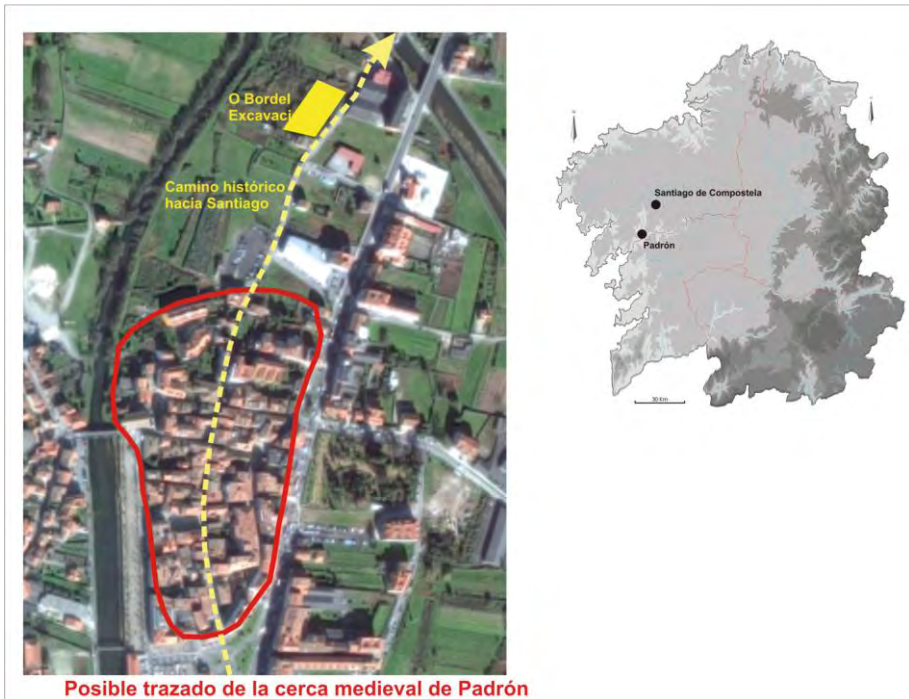 O Bordel
Excavaci
Camino histórico
hacia Santiago
Posible trazado de la cerca medieval de Padrón
Santiago de Compostela
Padrón
30 Km